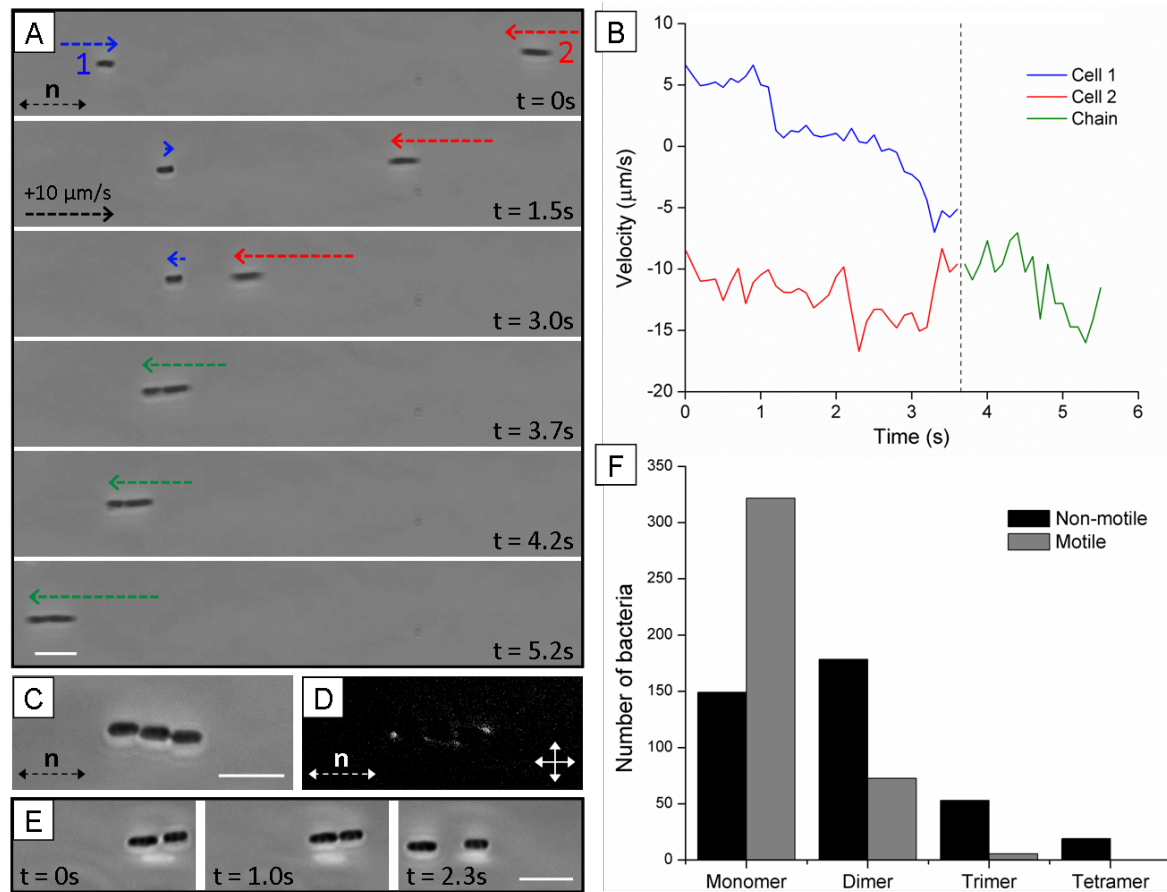 A
1
2
n
t = 0s
+10 µm/s
t = 1.5s
t = 3.0s
t = 3.7s
t = 4.2s
t = 5.2s
B
10
5
0
-5
-10
-15
-20
Velocity (µm/s)
Cell 1
Cell 2
Chain
0 1 2 3 4 5 6
Time (s)
C
n
D
n
E
t = 0s
t = 1.0s
t = 2.3s
F
350
300
250
200
150
100
50
0
Number of bacteria
Non-motile
Motile
Monomer Dimer Trimer Tetramer